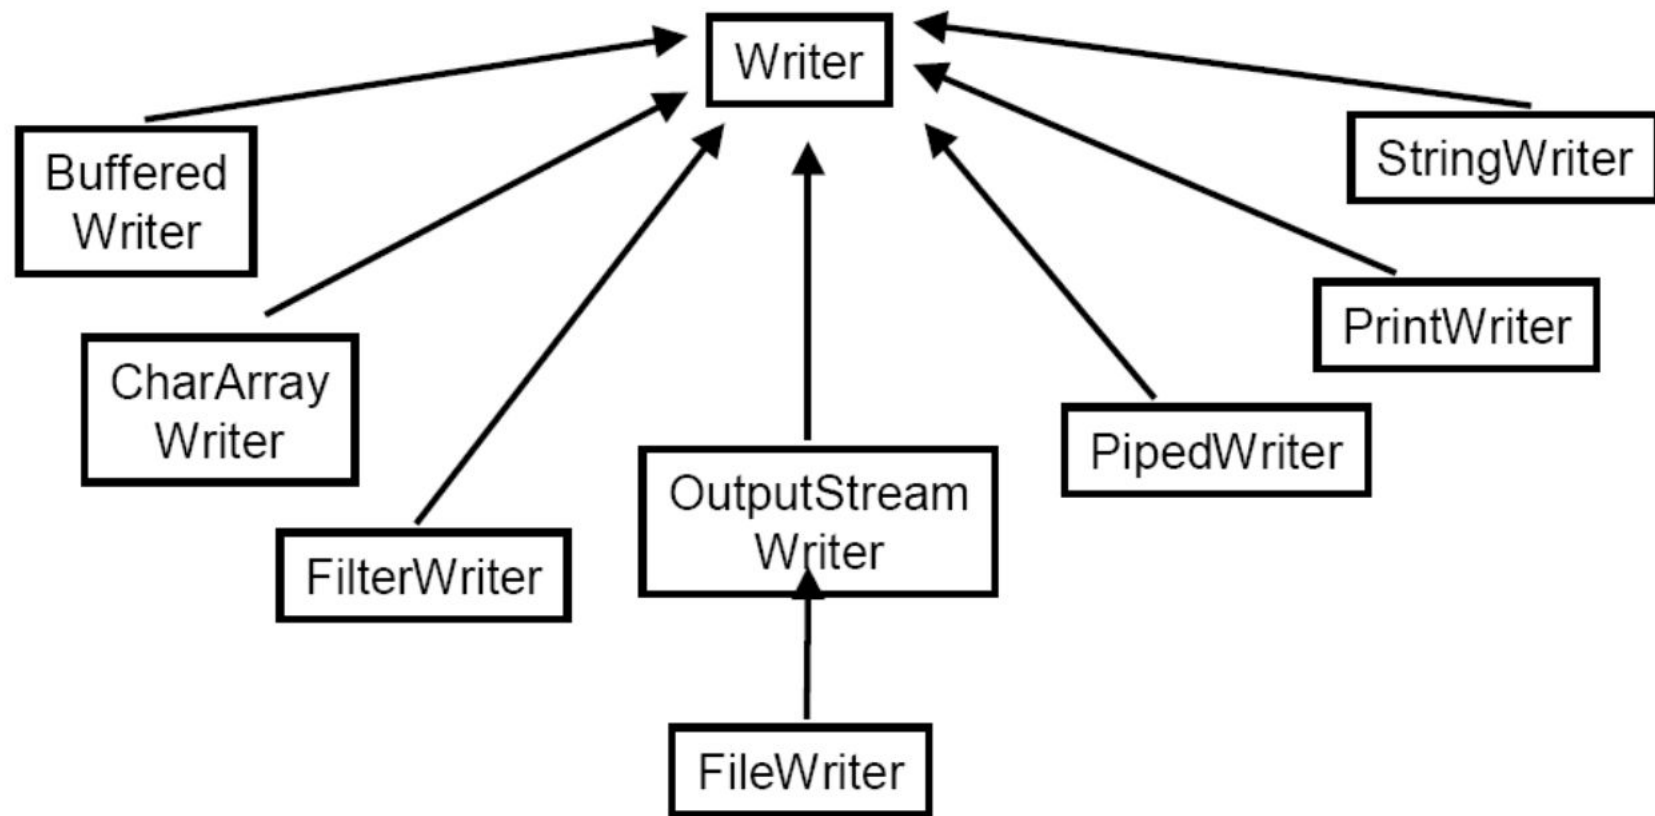 Writer
Buffered
Writer
StringWriter
CharArray
Writer
PrintWriter
FilterWriter
OutputStream
Writer
PipedWriter
FileWriter